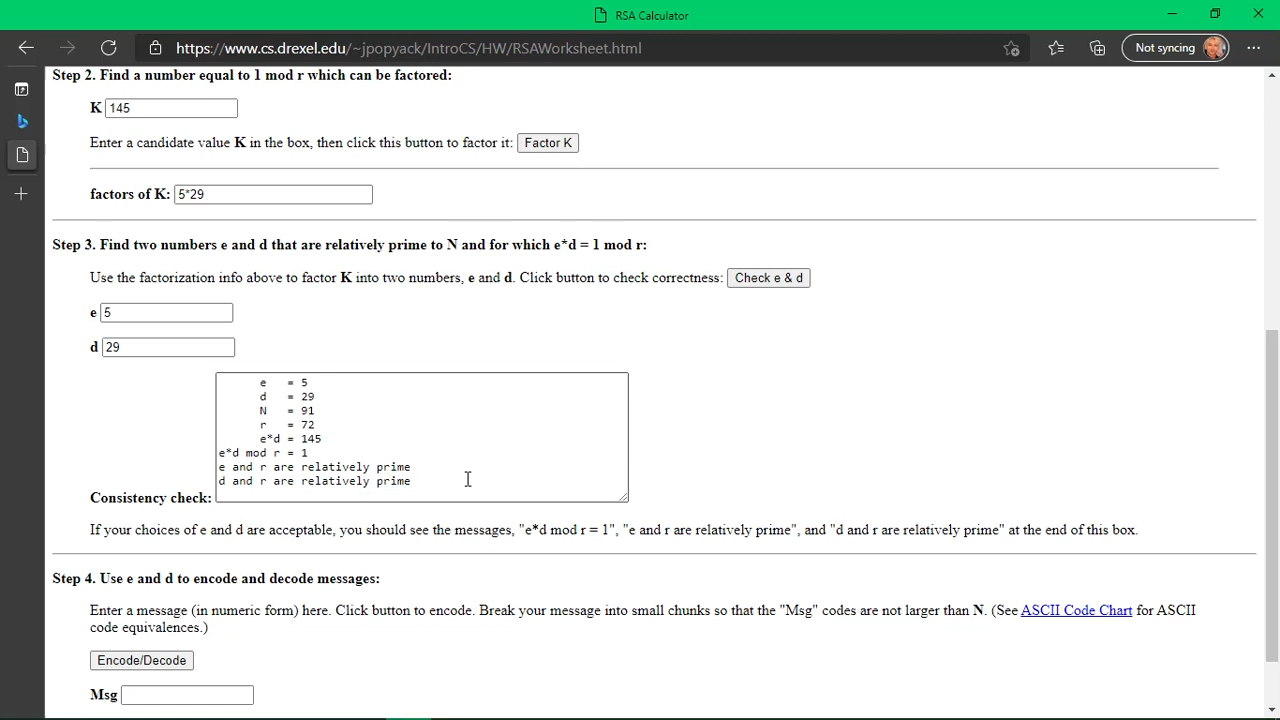 RSA Calculator
https://www.cs.drexel.edu/~jpopyack/IntroCS/HW/RSAWorksheet.html
Not syncing
Step 2. Find a number equal to 1 mod r which can be factored:
K 145
Enter a candidate value K in the box, then click this button to factor it: Factor K
factors of K: 5*29
Step 3. Find two numbers e and d that are relatively prime to N and for which e*d = 1 mod r:
Use the factorization info above to factor K into two numbers, e and d. Click button to check correctness: Check e & d
e 5
d 29
e = 5
d = 29
N = 91
r = 72
e*d = 145
e*d mod r = 1
e and r are relatively prime
d and r are relatively prime
Consistency check:
If your choices of e and d are acceptable, you should see the messages, "e*d mod r = 1", "e and r are relatively prime", and "d and r are relatively prime" at the end of this box.
Step 4. Use e and d to encode and decode messages:
Enter a message (in numeric form) here. Click button to encode. Break your message into small chunks so that the "Msg" codes are not larger than N. (See ASCII Code Chart for ASCII
code equivalences.)
Encode/Decode
Msg